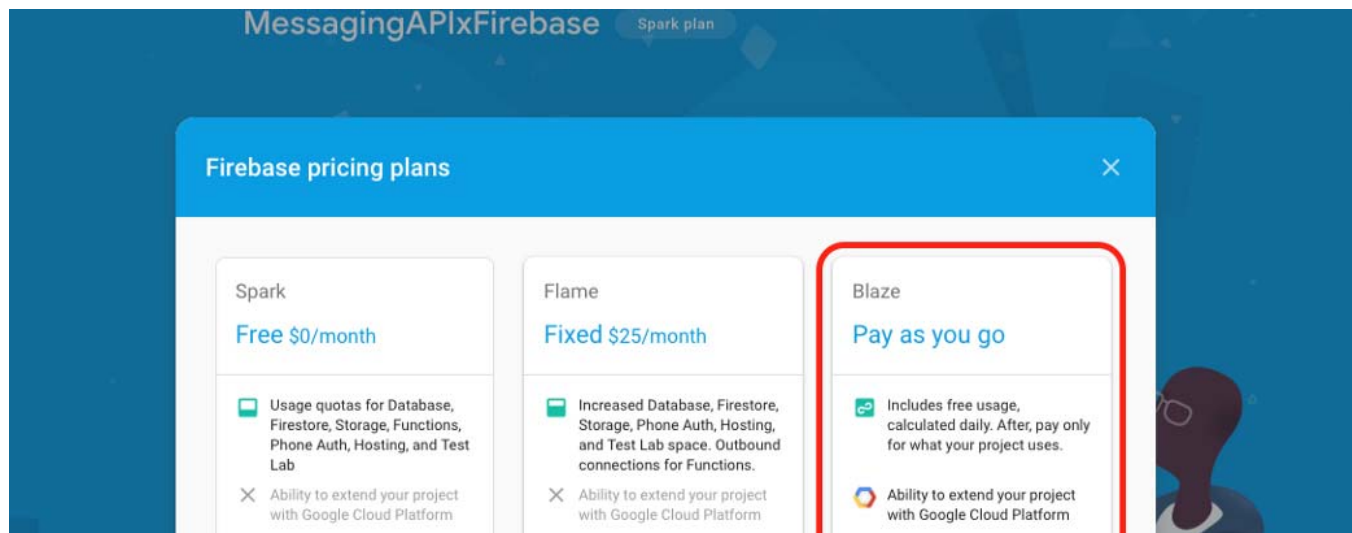 MessagingAPIxFirebase Spark plan
Firebase pricing plans
Spark
Free $0/month
Usage quotas for Database,
Firestore, Storage, Functions,
Phone Auth, Hosting, and Test
Lab
Ability to extend your project
with Google Cloud Platform
Flame
Fixed $25/month
Increased Database, Firestore,
Storage, Phone Auth, Hosting,
and Test Lab space. Outbound
connections for Functions.
Ability to extend your project
with Google Cloud Platform
Blaze
Pay as you go
Includes free usage,
calculated daily. After, pay only
for what your project uses.
Ability to extend your project
with Google Cloud Platform